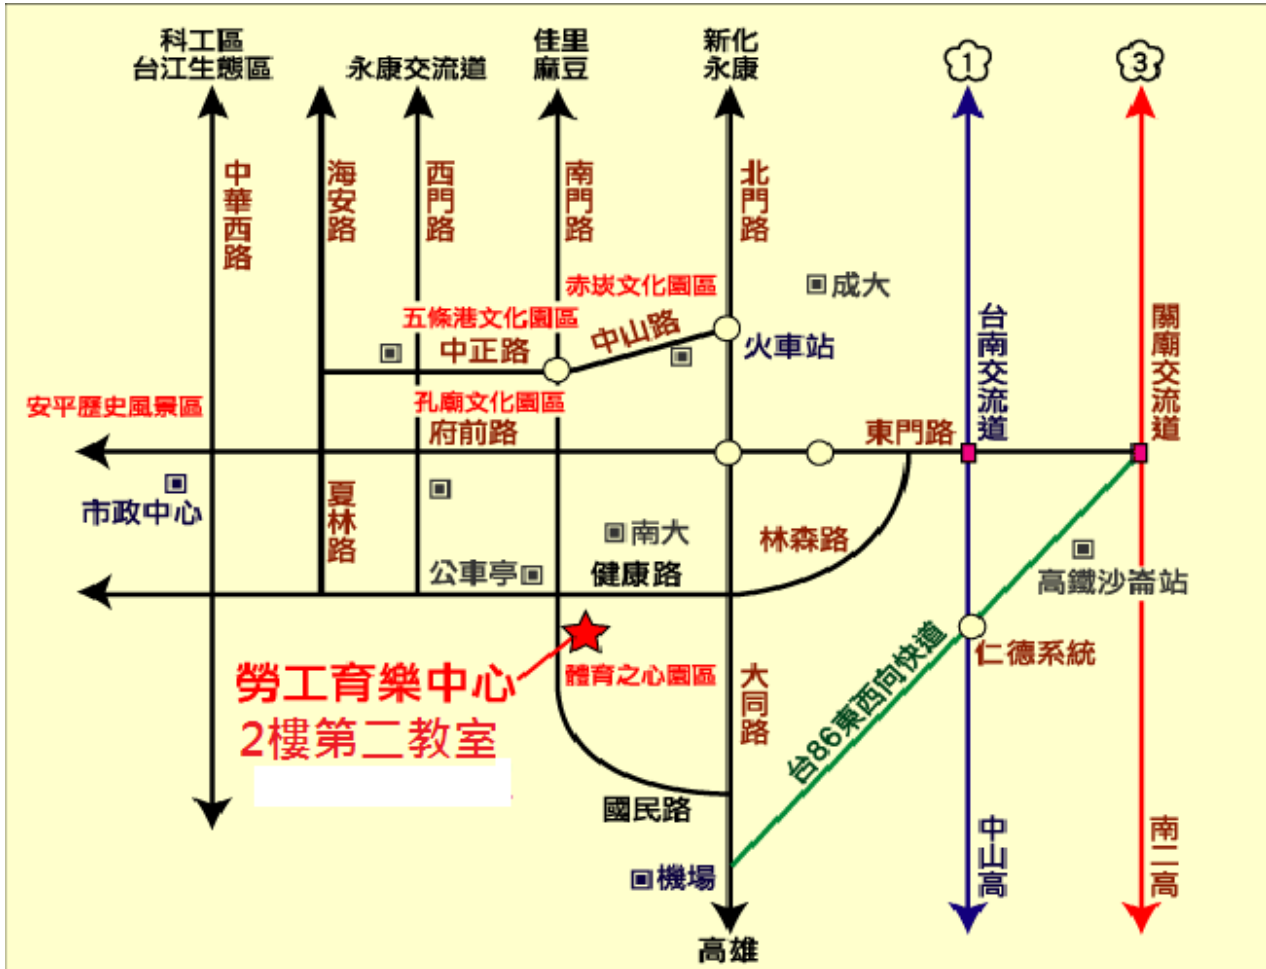 科工區
台江生態區
永康交流道
佳里
麻豆
新化
永康
1
3
中華西路
海安路
西門路
南門路
北門路
成大
赤崁文化園區
五條港文化園區
中山路
中正路
火車站
台南交流道
關廟交流道
安平歷史風景區
孔廟文化園區
府前路
東門路
市政中心
夏林路
南大
林森路
公車亭
健康路
高鐵沙崙站
仁德系統
勞工育樂中心
2樓第二教室
體育之心園區
大同路
台86東西向快速道
國民路
機場
中山高
南二高
高雄